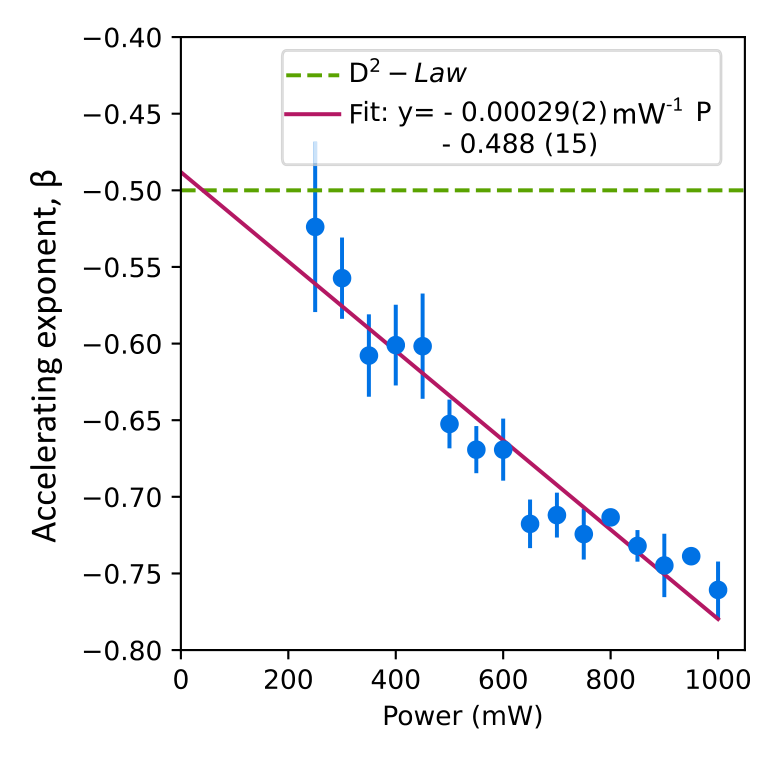 −0.40
−0.45
−0.50
−0.55
−0.60
−0.65
−0.70
−0.75
−0.80
Accelerating exponent, β
D² − Law
Fit: y= - 0.00029(2) mW⁻¹ P
- 0.488 (15)
0 200 400 600 800 1000
Power (mW)